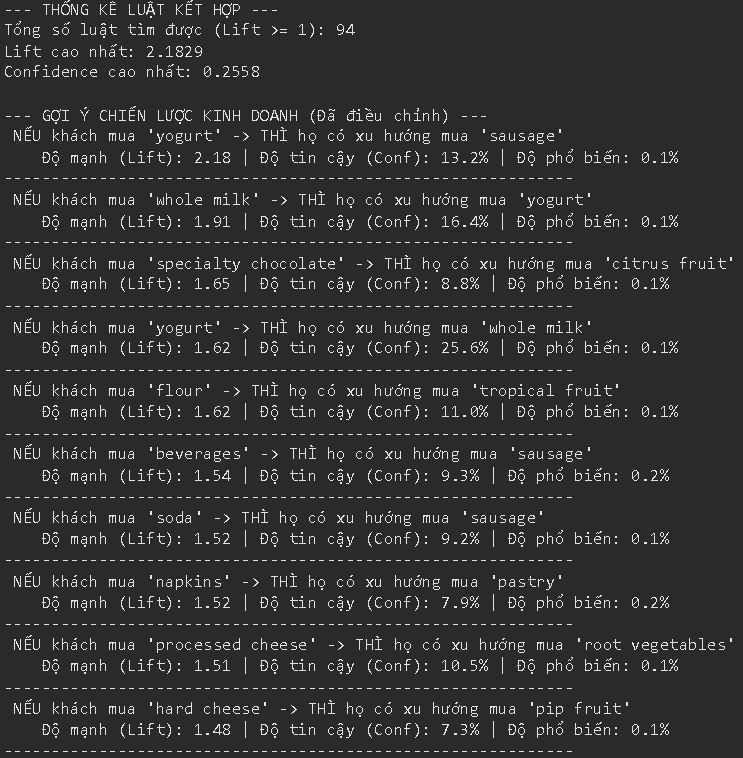 --- THỐNG KÊ LUẬT KẾT HỢP ---
Tổng số luật tìm được (Lift >= 1): 94
Lift cao nhất: 2.1829
Confidence cao nhất: 0.2558
--- GỢI Ý CHIẾN LƯỢC KINH DOANH (Đã điều chỉnh) ---
NẾU khách mua 'yogurt' -> THÌ họ có xu hướng mua 'sausage'
Độ mạnh (Lift): 2.18 | Độ tin cậy (Conf): 13.2% | Độ phổ biến: 0.1%
------------------------------------------------------------
NẾU khách mua 'whole milk' -> THÌ họ có xu hướng mua 'yogurt'
Độ mạnh (Lift): 1.91 | Độ tin cậy (Conf): 16.4% | Độ phổ biến: 0.1%
------------------------------------------------------------
NẾU khách mua 'specialty chocolate' -> THÌ họ có xu hướng mua 'citrus fruit'
Độ mạnh (Lift): 1.65 | Độ tin cậy (Conf): 8.8% | Độ phổ biến: 0.1%
------------------------------------------------------------
NẾU khách mua 'yogurt' -> THÌ họ có xu hướng mua 'whole milk'
Độ mạnh (Lift): 1.62 | Độ tin cậy (Conf): 25.6% | Độ phổ biến: 0.1%
------------------------------------------------------------
NẾU khách mua 'flour' -> THÌ họ có xu hướng mua 'tropical fruit'
Độ mạnh (Lift): 1.62 | Độ tin cậy (Conf): 11.0% | Độ phổ biến: 0.1%
------------------------------------------------------------
NẾU khách mua 'beverages' -> THÌ họ có xu hướng mua 'sausage'
Độ mạnh (Lift): 1.54 | Độ tin cậy (Conf): 9.3% | Độ phổ biến: 0.2%
------------------------------------------------------------
NẾU khách mua 'soda' -> THÌ họ có xu hướng mua 'sausage'
Độ mạnh (Lift): 1.52 | Độ tin cậy (Conf): 9.2% | Độ phổ biến: 0.1%
------------------------------------------------------------
NẾU khách mua 'napkins' -> THÌ họ có xu hướng mua 'pastry'
Độ mạnh (Lift): 1.52 | Độ tin cậy (Conf): 7.9% | Độ phổ biến: 0.2%
------------------------------------------------------------
NẾU khách mua 'processed cheese' -> THÌ họ có xu hướng mua 'root vegetables'
Độ mạnh (Lift): 1.51 | Độ tin cậy (Conf): 10.5% | Độ phổ biến: 0.1%
------------------------------------------------------------
NẾU khách mua 'hard cheese' -> THÌ họ có xu hướng mua 'pip fruit'
Độ mạnh (Lift): 1.48 | Độ tin cậy (Conf): 7.3% | Độ phổ biến: 0.1%
------------------------------------------------------------